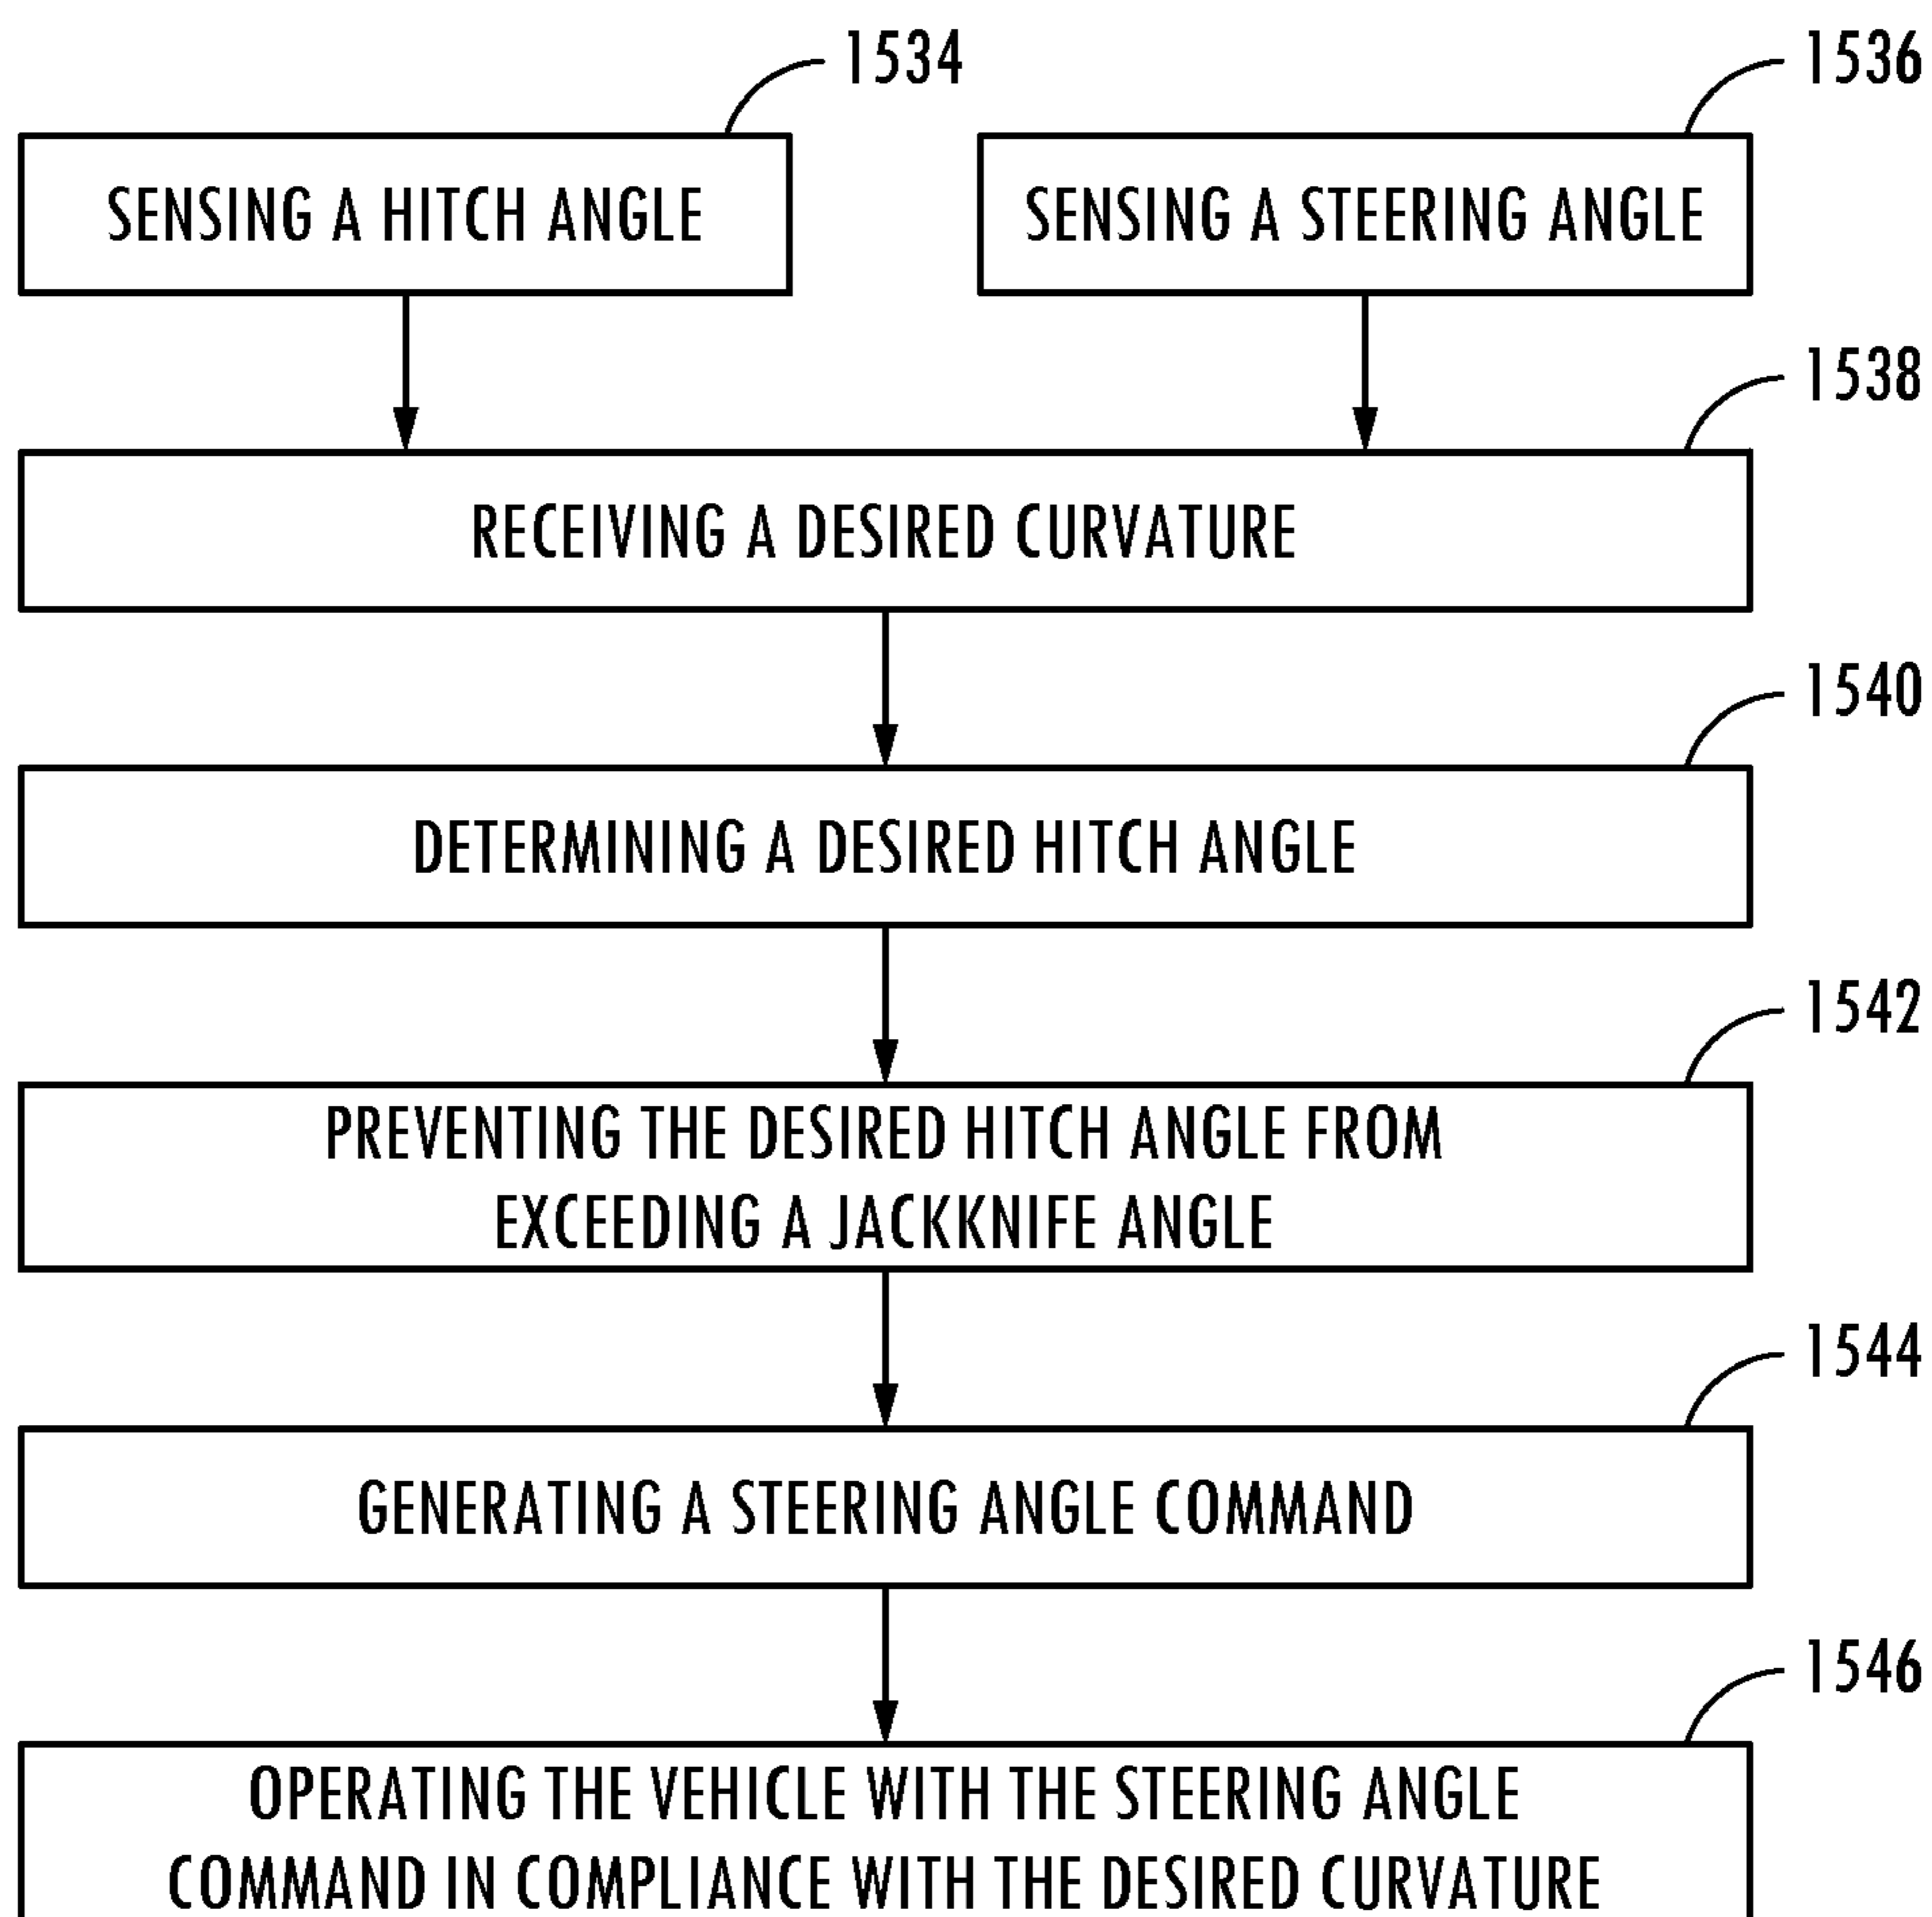 1534
1536
SENSING A HITCH ANGLE
SENSING A STEERING ANGLE
1538
RECEIVING A DESIRED CURVATURE
1540
DETERMINING A DESIRED HITCH ANGLE
1542
PREVENTING THE DESIRED HITCH ANGLE FROM
EXCEEDING A JACKKNIFE ANGLE
1544
GENERATING A STEERING ANGLE COMMAND
1546
OPERATING THE VEHICLE WITH THE STEERING ANGLE
COMMAND IN COMPLIANCE WITH THE DESIRED CURVATURE